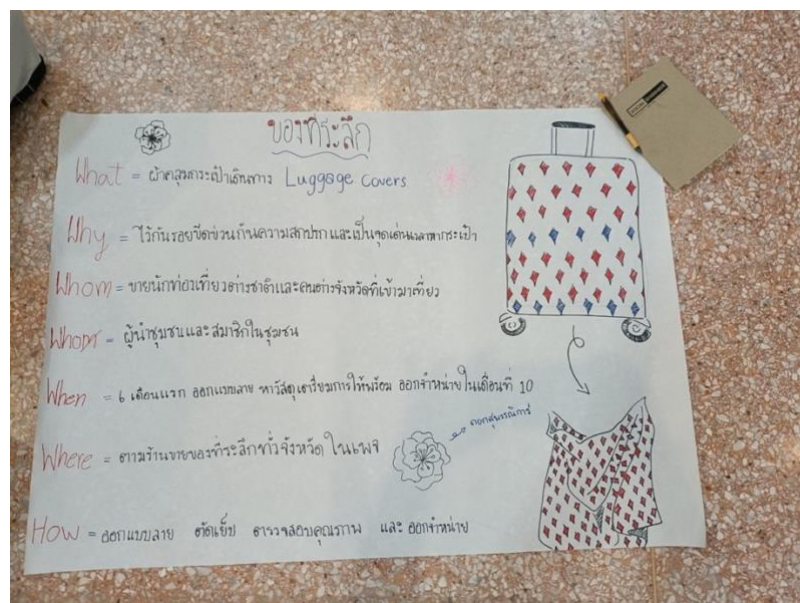 ของที่ระลึก
What = ผ้าคลุมกระเป๋าเดินทาง Luggage Covers
Why = ไว้กันรอยขีดข่วนกันความสกปรกและเป็นจุดเด่นเวลาหากระเป๋า
Whom = ขายนักท่องเที่ยวต่างชาติและคนต่างจังหวัดที่เข้ามาเที่ยว
Whom = ผู้นำชุมชนและสมาชิกในชุมชน
When = 6 เดือนแรก ออกแบบลาย หาวัสดุเตรียมการให้พร้อม ออกจำหน่ายในเดือนที่ 10
Where = ตามร้านขายของที่ระลึกทั่วจังหวัด ในเพจ
How = ออกแบบลาย ตัดเย็บ ตรวจสอบคุณภาพ และ ออกจำหน่าย